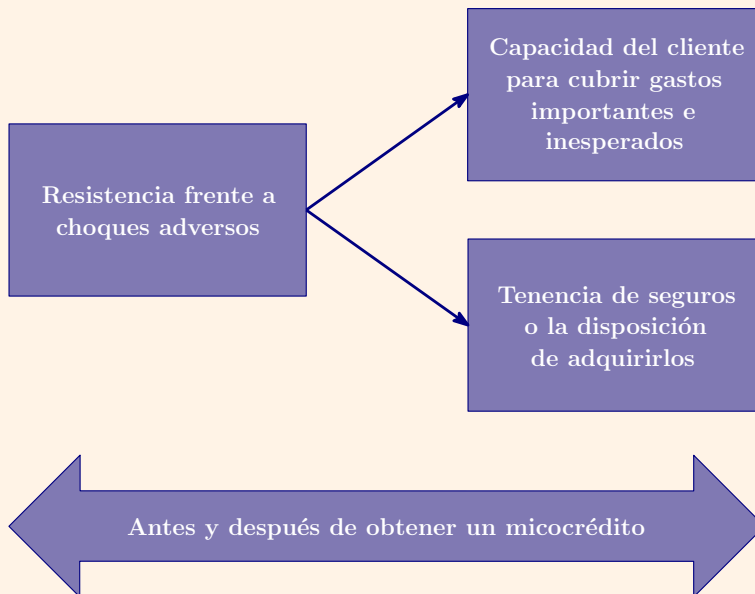 Capacidad del cliente
para cubrir gastos
importantes e
inesperados
Resistencia frente a
choques adversos
Tenencia de seguros
o la disposición
de adquirirlos
Antes y después de obtener un micocrédito